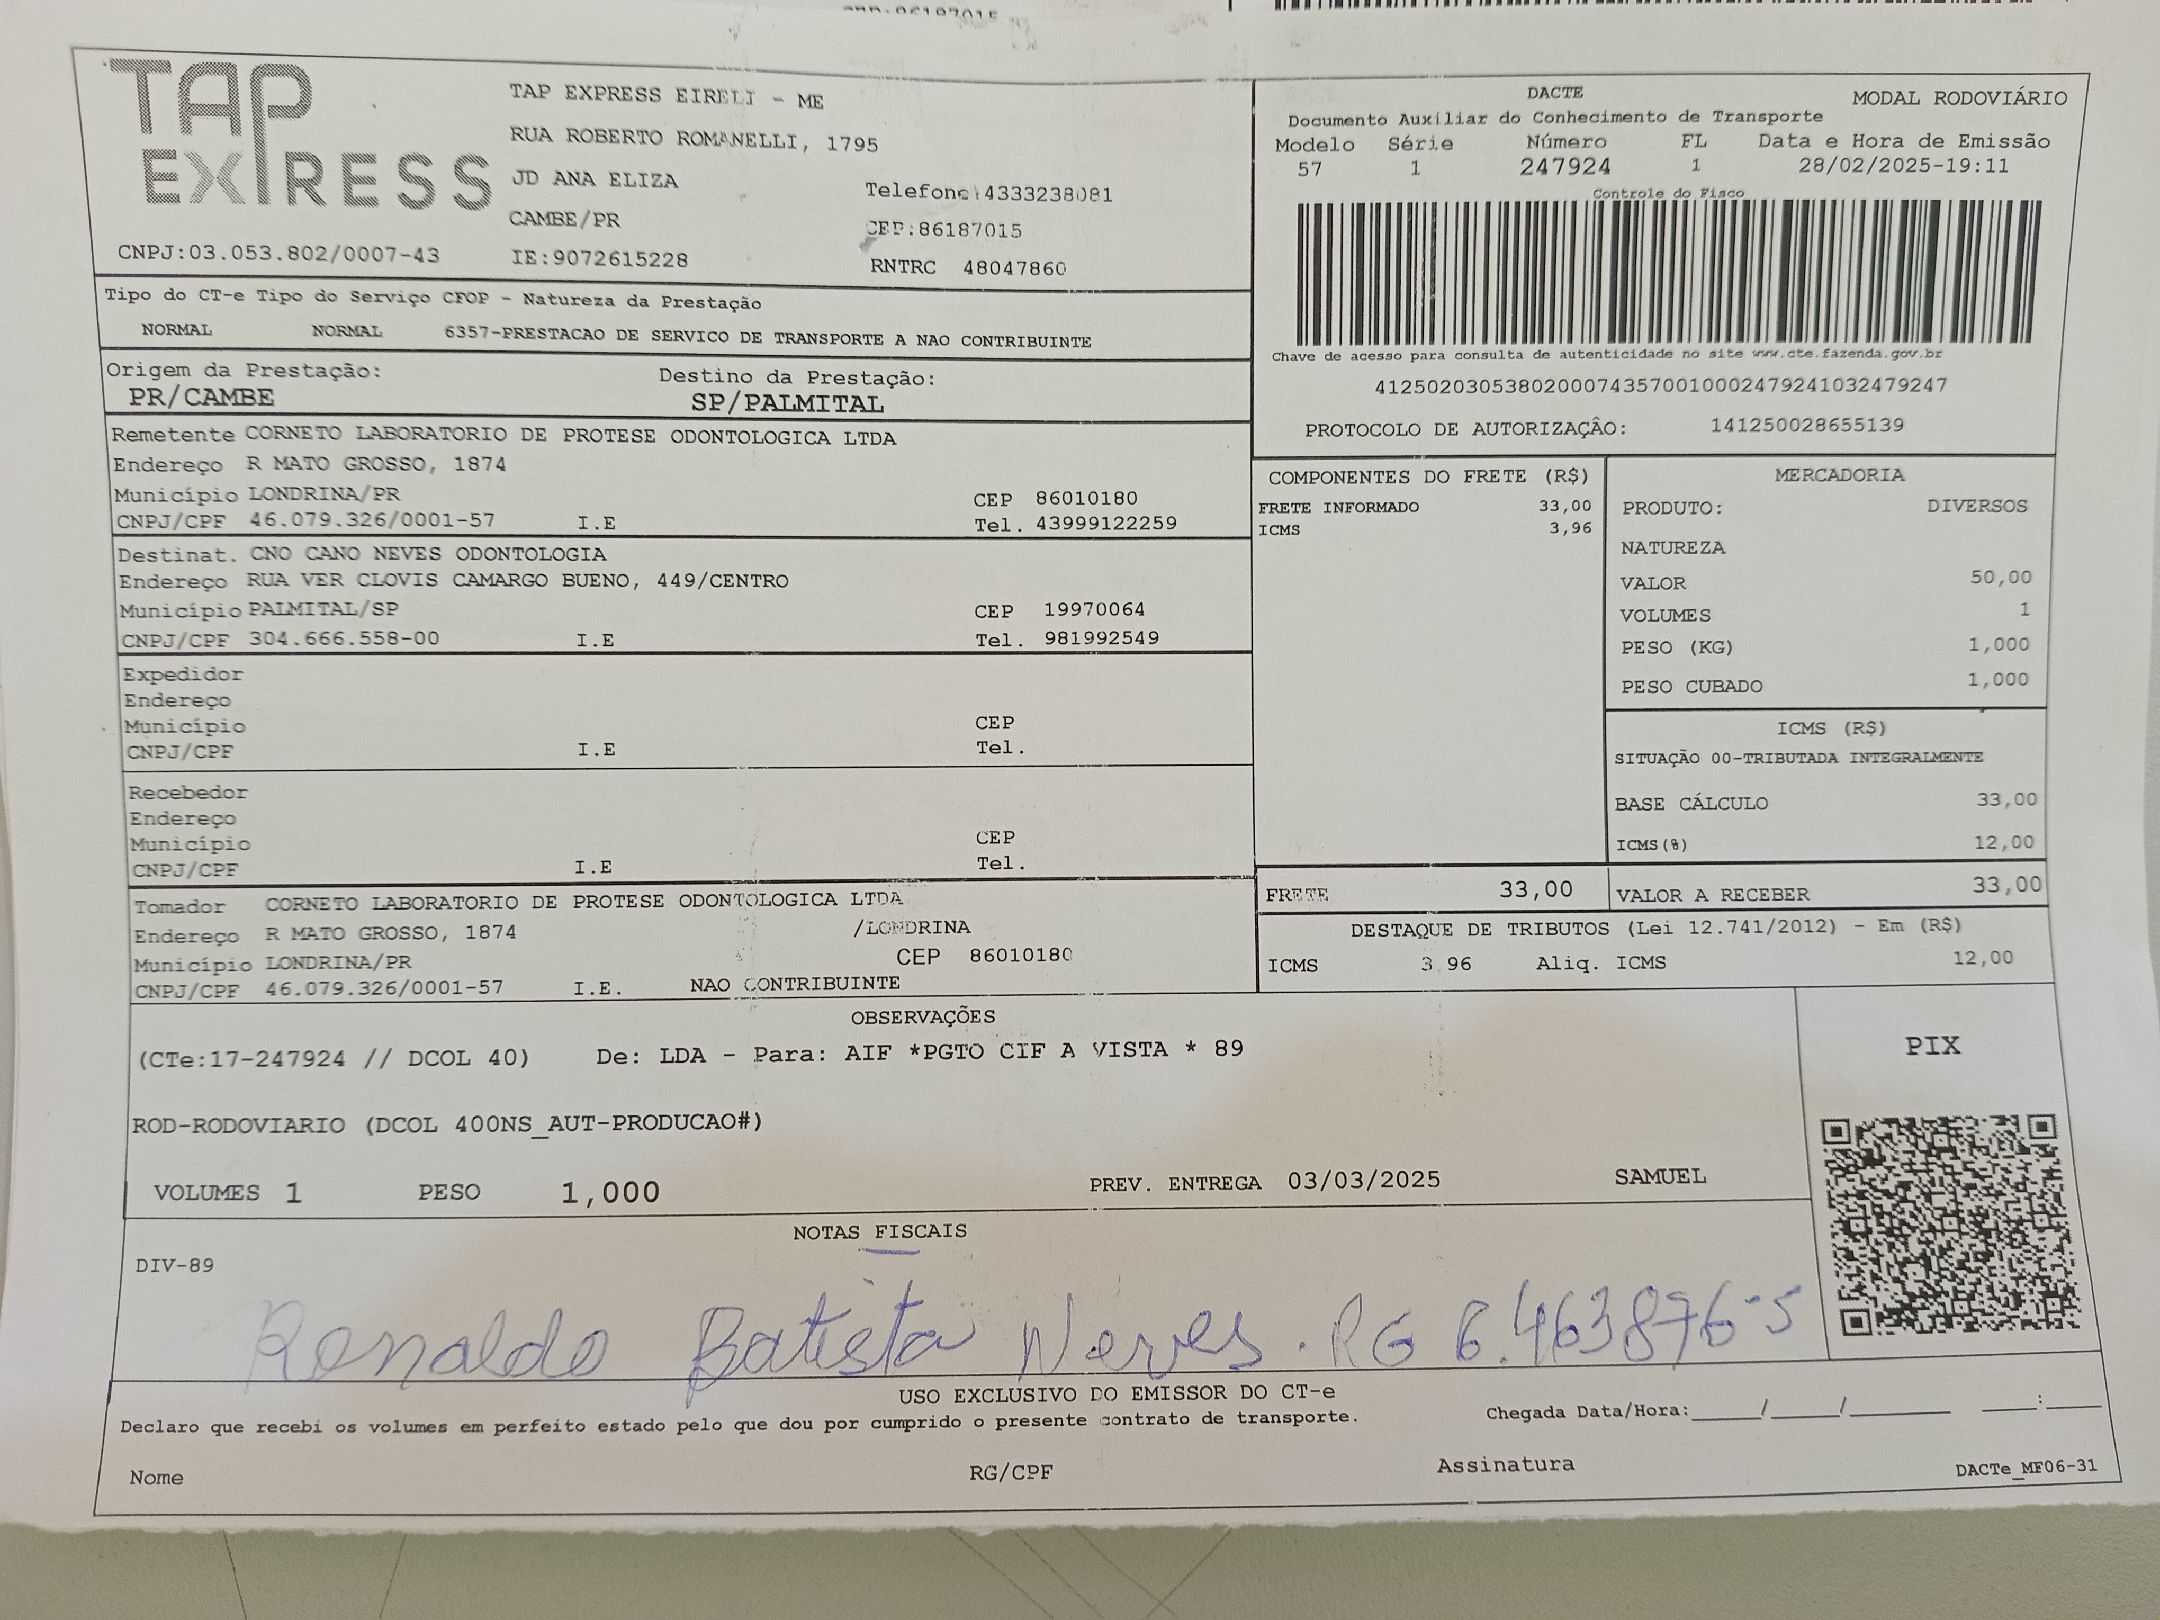 TAP
EXPRESS
CNPJ:03.053.802/0007-43
TAP EXPRESS EIRELI - ME
RUA ROBERTO ROMANELLI, 1795
JD ANA ELIZA
CAMBE/PR
IE:9072615228
Telefone:4333238081
CEP:86187015
RNTRC 48047860
DACTE
MODAL RODOVIÁRIO
Documento Auxiliar do Conhecimento de Transporte
Modelo Série Número FL Data e Hora de Emissão
57 1 247924 1 28/02/2025-19:11
Controle do Fisco
Chave de acesso para consulta de autenticidade no site www.cte.fazenda.gov.br
41250203053802000743570010002479241032479247
PROTOCOLO DE AUTORIZAÇÂO: 141250028655139
Tipo do CT-e Tipo do Serviço CFOP - Natureza da Prestação
NORMAL NORMAL 6357-PRESTACAO DE SERVICO DE TRANSPORTE A NAO CONTRIBUINTE
Origem da Prestação: Destino da Prestação:
PR/CAMBE SP/PALMITAL
Remetente CORNETO LABORATORIO DE PROTESE ODONTOLOGICA LTDA
Endereço R MATO GROSSO, 1874
Município LONDRINA/PR CEP 86010180
CNPJ/CPF 46.079.326/0001-57 I.E Tel. 43999122259
Destinat. CNO CANO NEVES ODONTOLOGIA
Endereço RUA VER CLOVIS CAMARGO BUENO, 449/CENTRO
Município PALMITAL/SP CEP 19970064
CNPJ/CPF 304.666.558-00 I.E Tel. 981992549
Expedidor
Endereço
Município CEP
CNPJ/CPF I.E Tel.
Recebedor
Endereço
Município CEP
CNPJ/CPF I.E Tel.
Tomador CORNETO LABORATORIO DE PROTESE ODONTOLOGICA LTDA
Endereço R MATO GROSSO, 1874 /LONDRINA
Município LONDRINA/PR CEP 86010180
CNPJ/CPF 46.079.326/0001-57 I.E. NAO CONTRIBUINTE
COMPONENTES DO FRETE (R$)
FRETE INFORMADO 33,00
ICMS 3,96
MERCADORIA
PRODUTO: DIVERSOS
NATUREZA
VALOR 50,00
VOLUMES 1
PESO (KG) 1,000
PESO CUBADO 1,000
ICMS (R$)
SITUAÇÃO 00-TRIBUTADA INTEGRALMENTE
BASE CÁLCULO 33,00
ICMS(%) 12,00
FRETE 33,00 VALOR A RECEBER 33,00
DESTAQUE DE TRIBUTOS (Lei 12.741/2012) - Em (R$)
ICMS 3,96 Aliq. ICMS 12,00
OBSERVAÇÕES
(CTe:17-247924 // DCOL 40) De: LDA - Para: AIF *PGTO CIF A VISTA * 89
ROD-RODOVIARIO (DCOL 400NS_AUT-PRODUCAO#)
VOLUMES 1 PESO 1,000 PREV. ENTREGA 03/03/2025 SAMUEL
PIX
NOTAS FISCAIS
DIV-89
Ronaldo Batista Neves. RG 6.463876-5
USO EXCLUSIVO DO EMISSOR DO CT-e
Declaro que recebi os volumes em perfeito estado pelo que dou por cumprido o presente contrato de transporte. Chegada Data/Hora:____/____/______ ___:___
Nome RG/CPF Assinatura DACTe_MF06-31